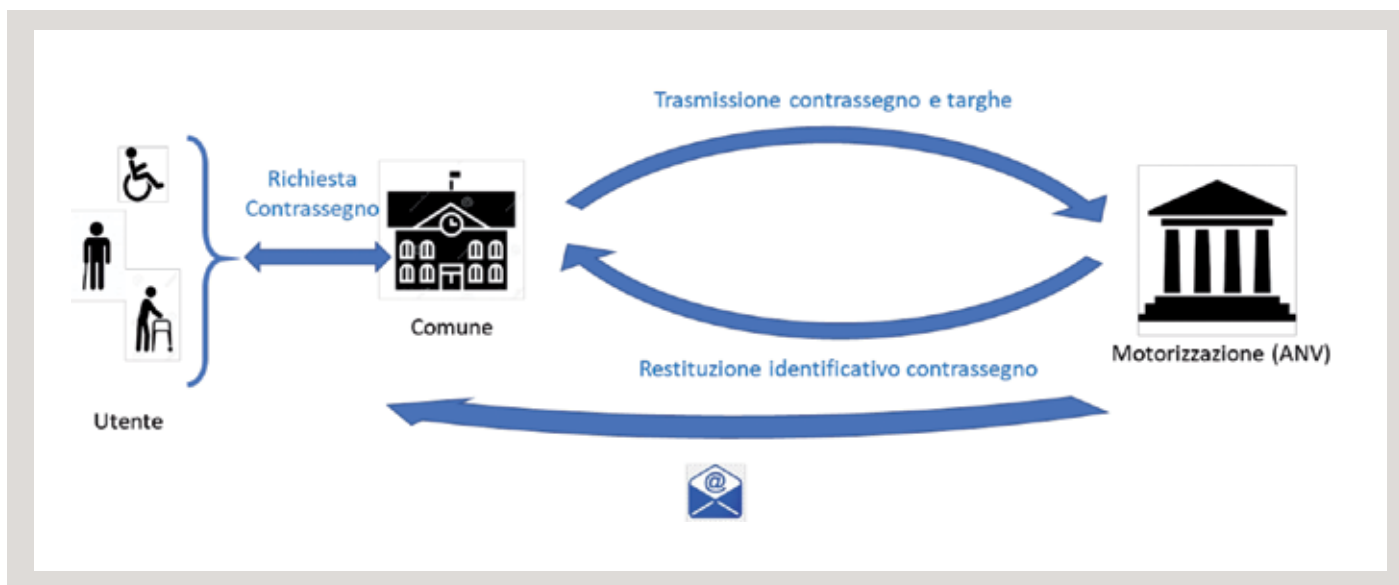 Trasmissione contrassegno e targhe
Richiesta
Contrassegno
Comune
Utente
Motorizzazione (ANV)
Restituzione identificativo contrassegno
@